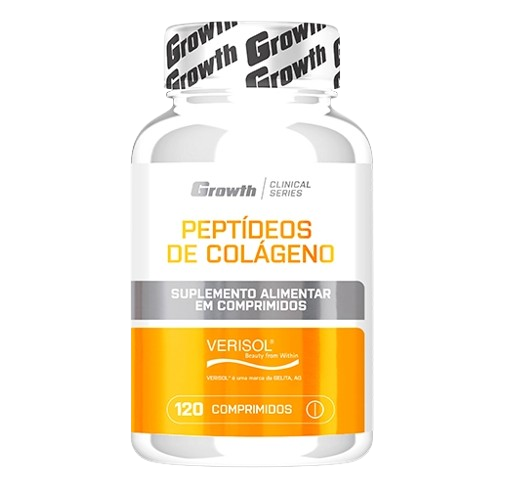 Growth Growth
Growth Growth
Growth CLINICAL
SERIES
PEPTÍDEOS
DE COLÁGENO
SUPLEMENTO ALIMENTAR
EM COMPRIMIDOS
VERISOL®
Beauty from Within
VERISOL® é uma marca da GELITA, AG
120 COMPRIMIDOS